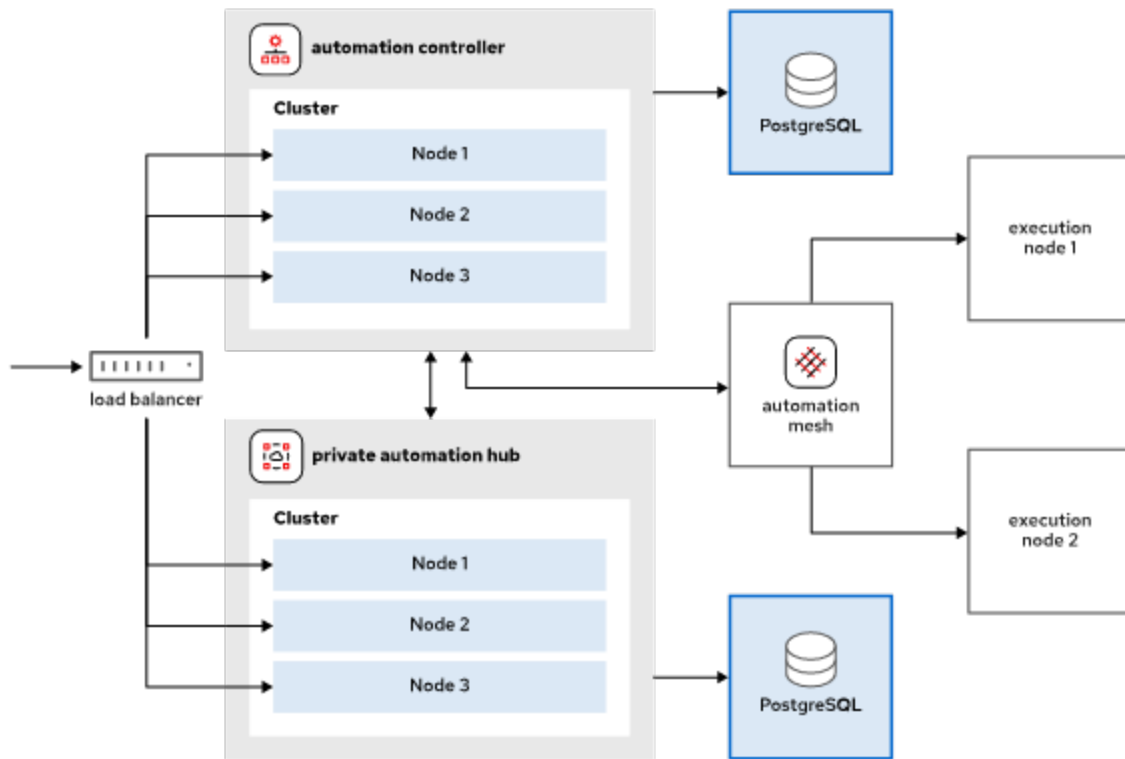 automation controller
Cluster
Node 1
Node 2
Node 3
PostgreSQL
execution
node 1
load balancer
automation
mesh
private automation hub
Cluster
Node 1
Node 2
Node 3
execution
node 2
PostgreSQL